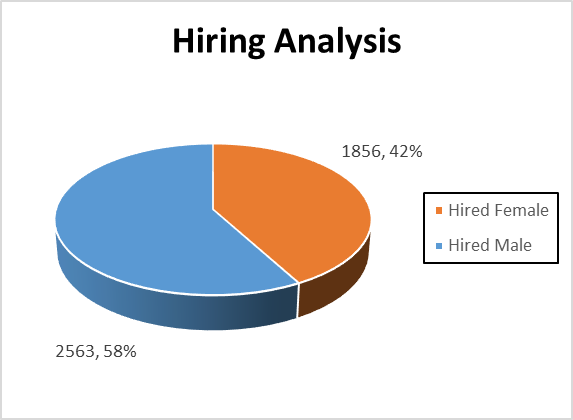 Hiring Analysis
1856, 42%
Hired Female
Hired Male
2563, 58%